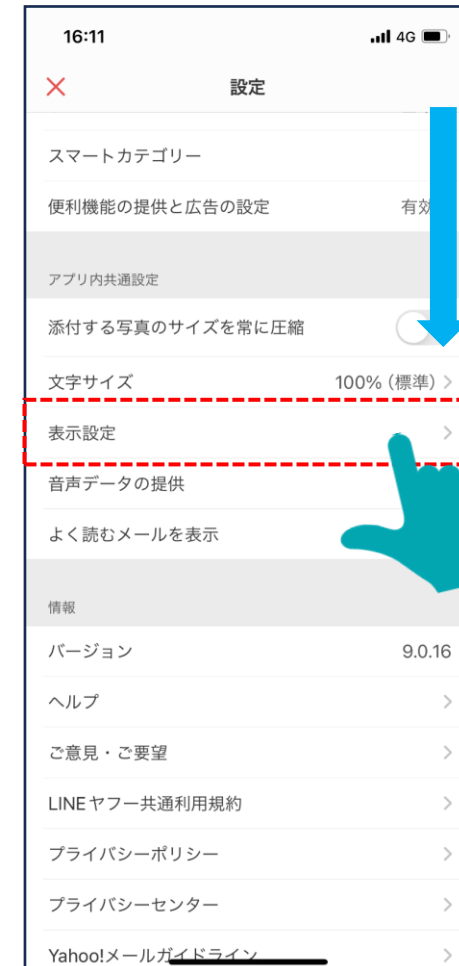 16:11 4G
設定
スマートカテゴリー
便利機能の提供と広告の設定 有効
アプリ内共通設定
添付する写真のサイズを常に圧縮
文字サイズ 100% (標準)
表示設定
音声データの提供
よく読むメールを表示
情報
バージョン 9.0.16
ヘルプ
ご意見・ご要望
LINEヤフー共通利用規約
プライバシーポリシー
プライバシーセンター
Yahoo!メールガイドライン